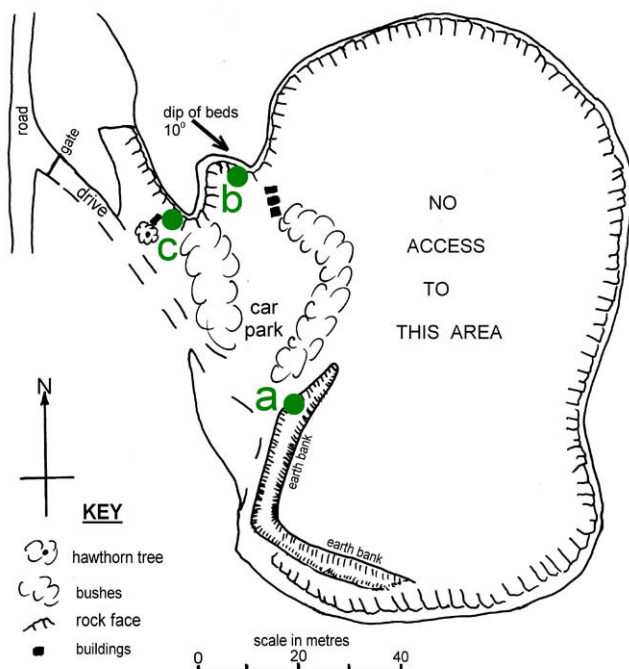 dip of beds
10°
road
gate
drive
b
c
NO
ACCESS
TO
THIS AREA
car
park
a
N
earth bank
earth bank
KEY
hawthorn tree
bushes
rock face
buildings
scale in metres
0 20 40